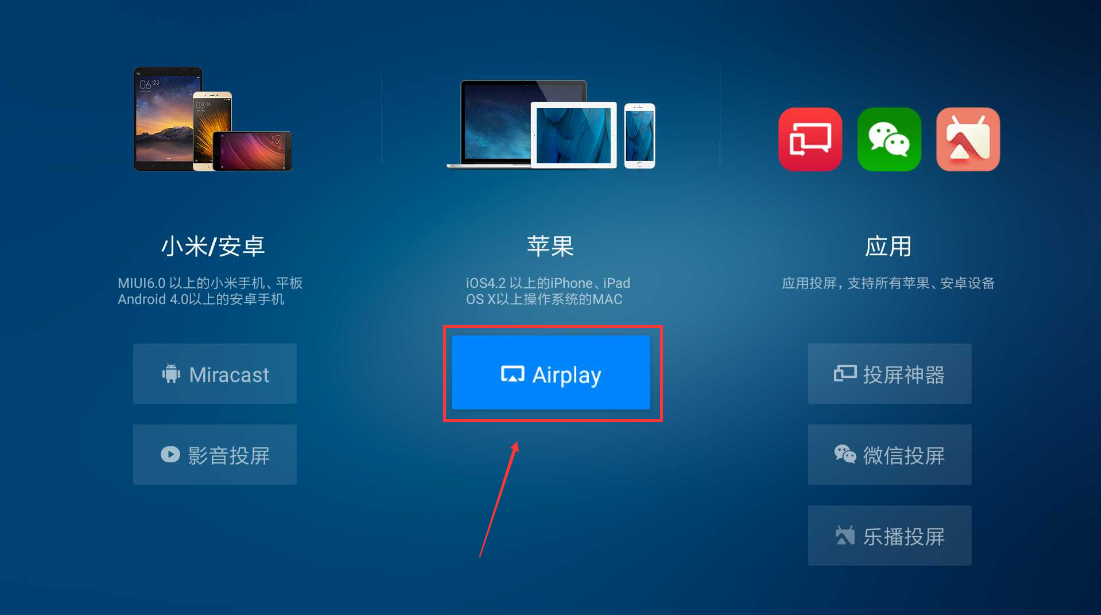 06:23
小米/安卓
MIUI6.0 以上的小米手机、平板
Android 4.0以上的安卓手机
Miracast
影音投屏
苹果
iOS4.2 以上的iPhone、iPad
OS X以上操作系统的MAC
Airplay
应用
应用投屏，支持所有苹果、安卓设备
投屏神器
微信投屏
乐播投屏